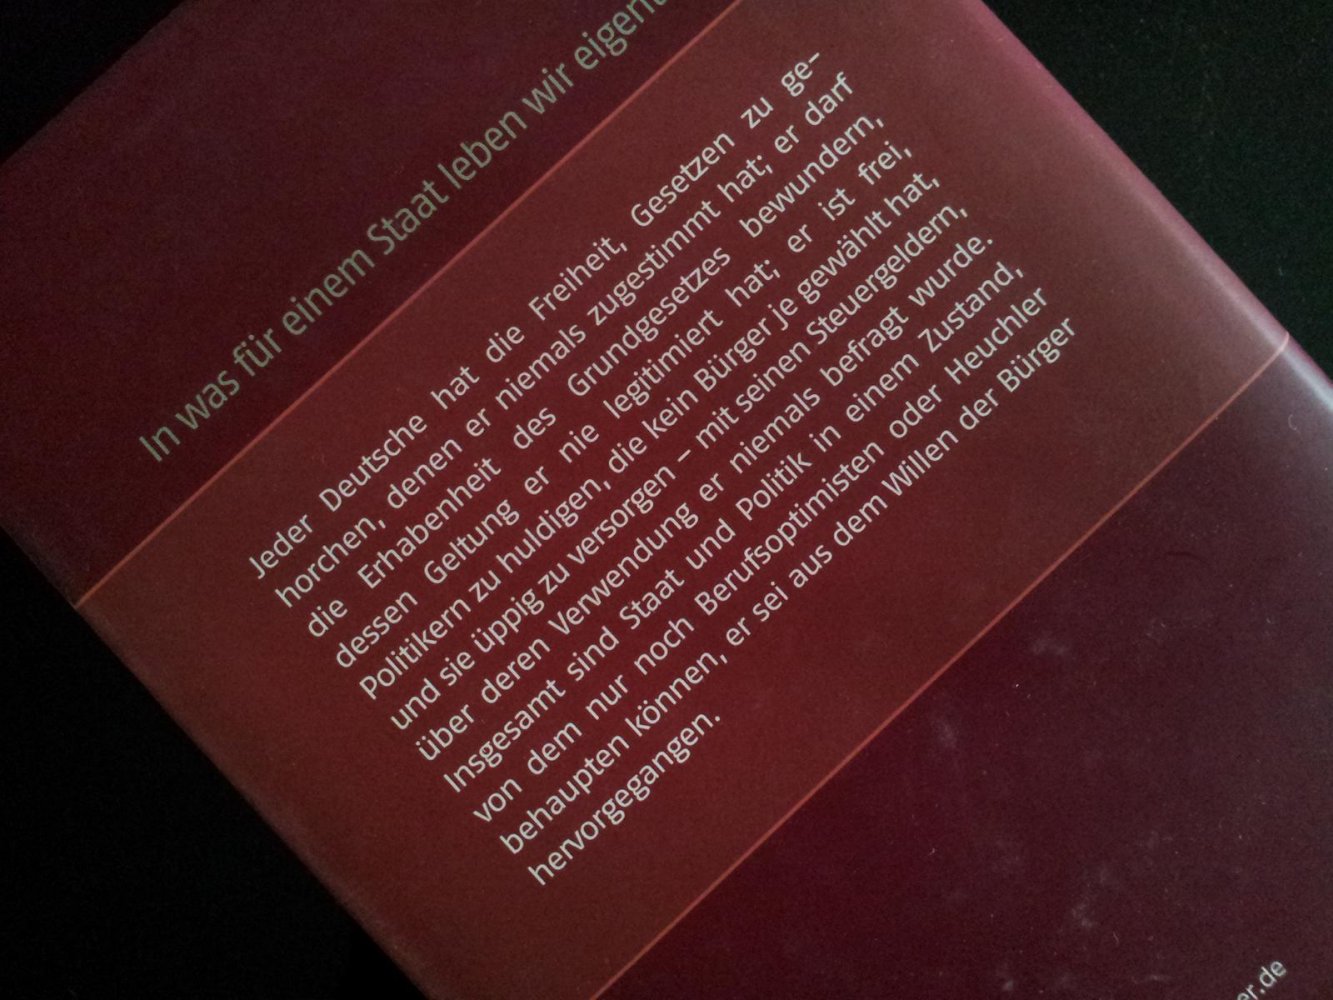 In was für einem Staat leben wir eigent
Jeder Deutsche hat die Freiheit, Gesetzen zu ge-
horchen, denen er niemals zugestimmt hat; er darf
die Erhabenheit des Grundgesetzes bewundern,
dessen Geltung er nie legitimiert hat; er ist frei,
Politikern zu huldigen, die kein Bürger je gewählt hat,
und sie üppig zu versorgen – mit seinen Steuergeldern,
über deren Verwendung er niemals befragt wurde.
Insgesamt sind Staat und Politik in einem Zustand,
von dem nur noch Berufsoptimisten oder Heuchler
behaupten können, er sei aus dem Willen der Bürger
hervorgegangen.
er.de